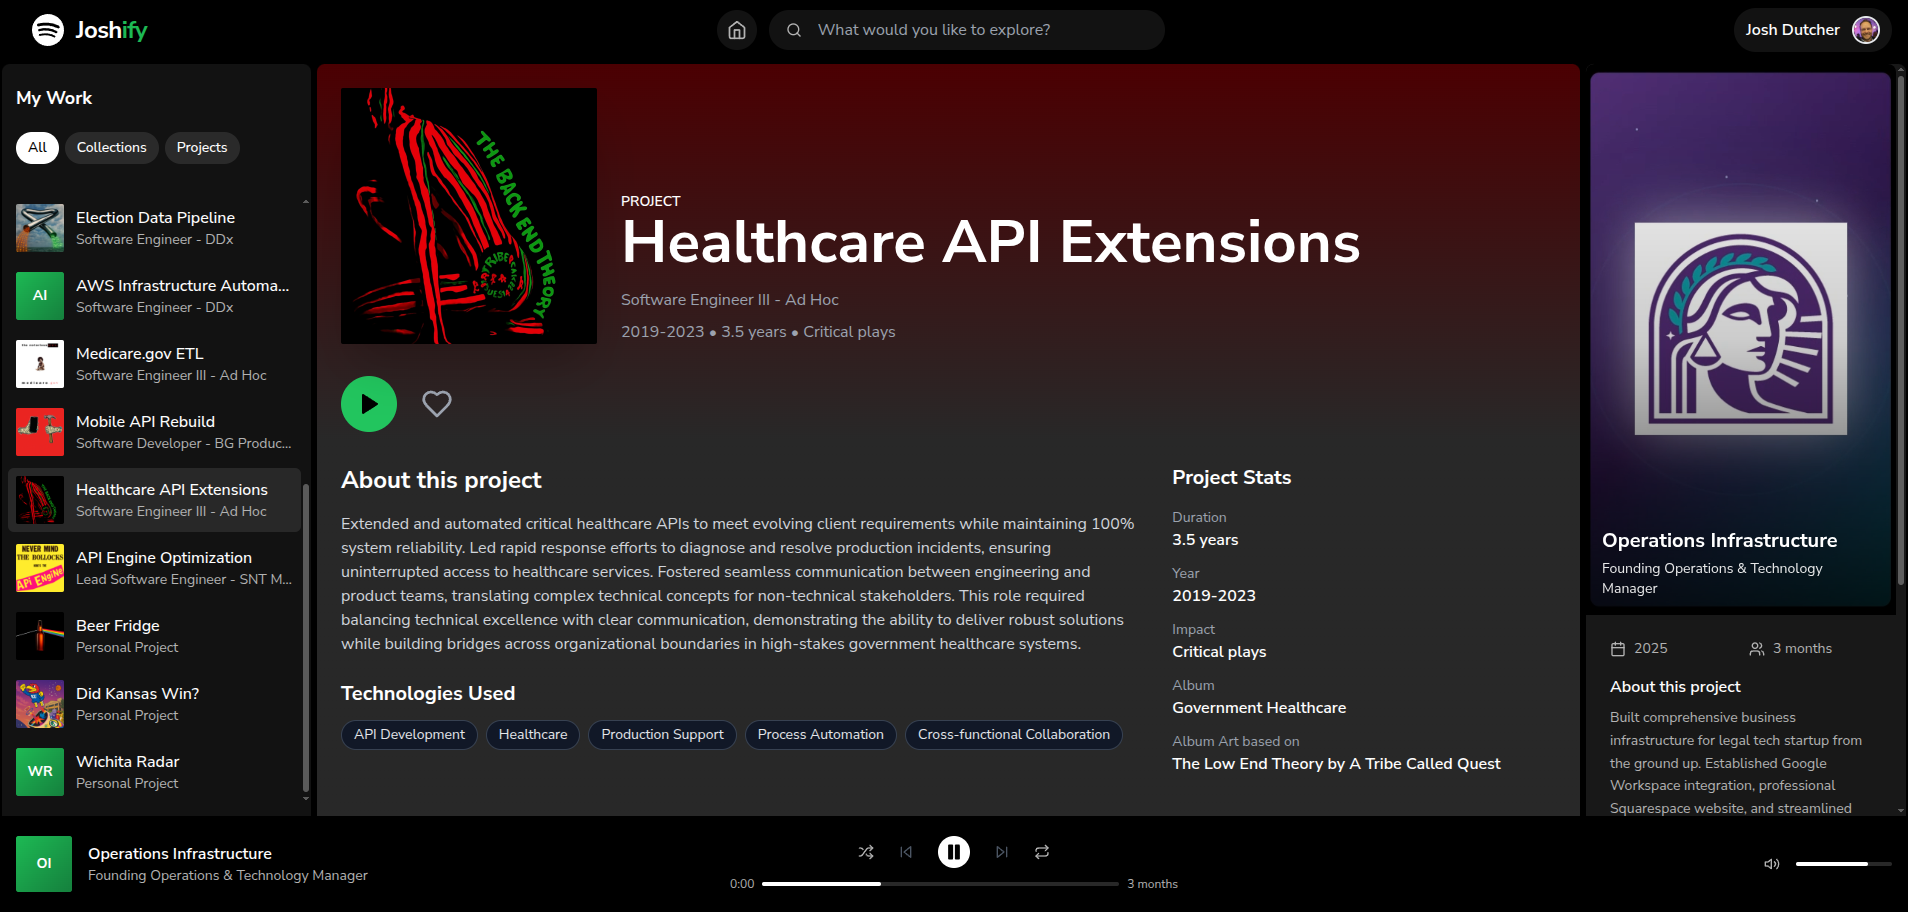 Joshify
What would you like to explore?
Josh Dutcher
My Work
All
Collections
Projects
Election Data Pipeline
Software Engineer - DDx
AI
AWS Infrastructure Automa...
Software Engineer - DDx
Medicare.gov ETL
Software Engineer III - Ad Hoc
Mobile API Rebuild
Software Developer - BG Produc...
Healthcare API Extensions
Software Engineer III - Ad Hoc
NEVER MIND
THE BOLLOCKS
API EngiNe
API Engine Optimization
Lead Software Engineer - SNT M...
Beer Fridge
Personal Project
Did Kansas Win?
Personal Project
WR
Wichita Radar
Personal Project
THE BACK END THEORY
PROJECT
Healthcare API Extensions
Software Engineer III - Ad Hoc
2019-2023 • 3.5 years • Critical plays
About this project
Extended and automated critical healthcare APIs to meet evolving client requirements while maintaining 100%
system reliability. Led rapid response efforts to diagnose and resolve production incidents, ensuring
uninterrupted access to healthcare services. Fostered seamless communication between engineering and
product teams, translating complex technical concepts for non-technical stakeholders. This role required
balancing technical excellence with clear communication, demonstrating the ability to deliver robust solutions
while building bridges across organizational boundaries in high-stakes government healthcare systems.
Technologies Used
API Development
Healthcare
Production Support
Process Automation
Cross-functional Collaboration
Project Stats
Duration
3.5 years
Year
2019-2023
Impact
Critical plays
Album
Government Healthcare
Album Art based on
The Low End Theory by A Tribe Called Quest
Operations Infrastructure
Founding Operations & Technology
Manager
2025
3 months
About this project
Built comprehensive business
infrastructure for legal tech startup from
the ground up. Established Google
Workspace integration, professional
Squarespace website, and streamlined
OI
Operations Infrastructure
Founding Operations & Technology Manager
0:00
3 months